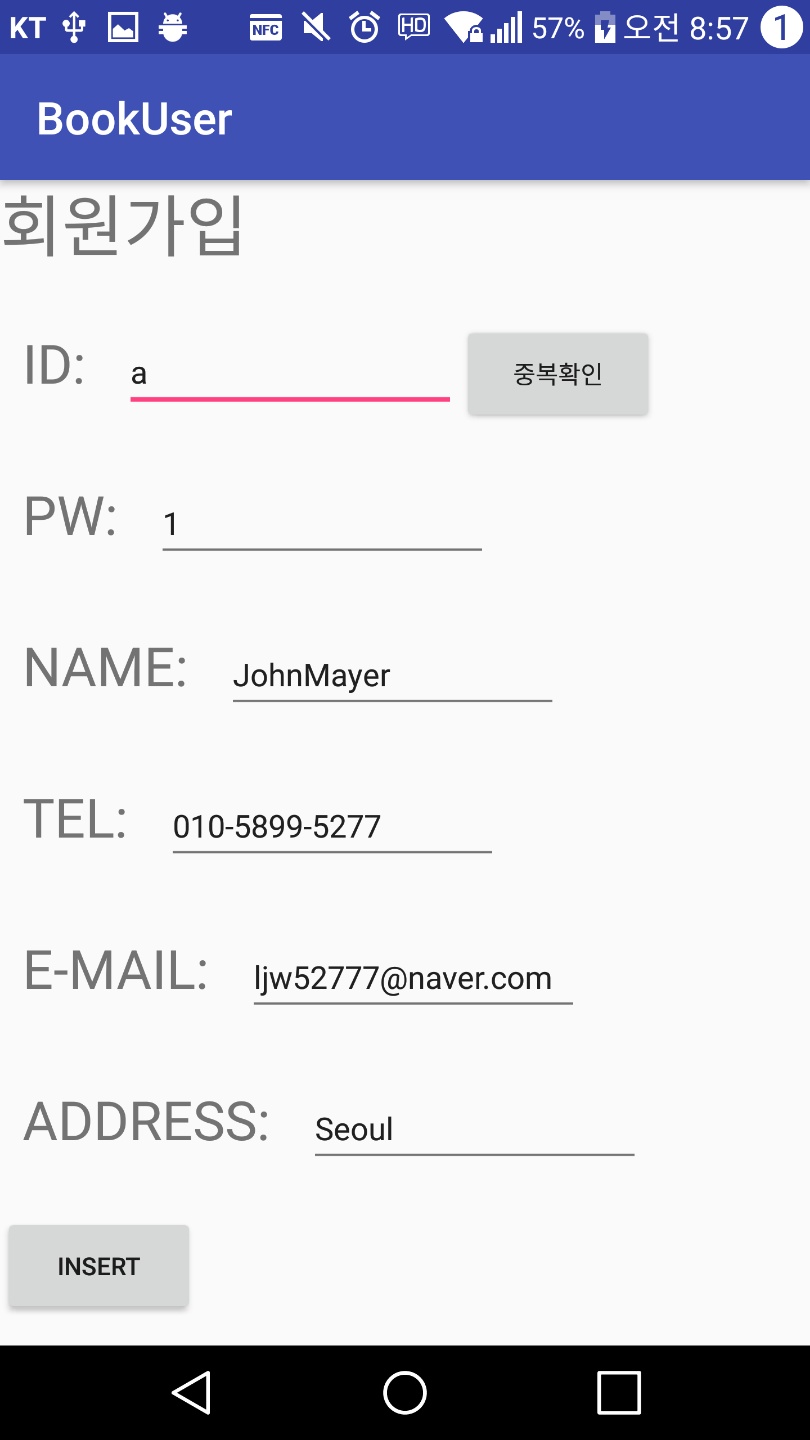 KT NFC HD 57% 오전 8:57 1
BookUser
회원가입
ID: a 중복확인
PW: 1
NAME: JohnMayer
TEL: 010-5899-5277
E-MAIL: ljw52777@naver.com
ADDRESS: Seoul
INSERT